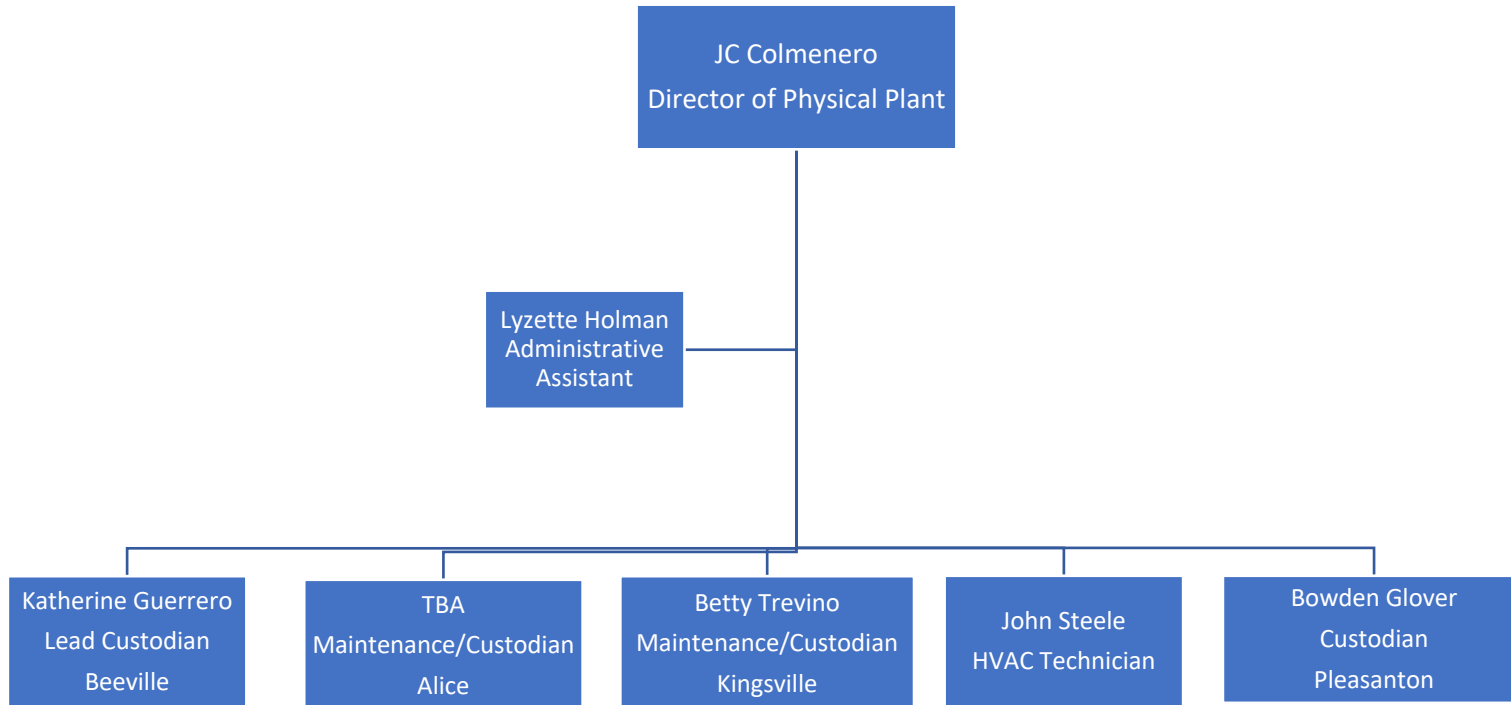 JC Colmenero
Director of Physical Plant
Lyzette Holman
Administrative
Assistant
Katherine Guerrero
Lead Custodian
Beeville
TBA
Maintenance/Custodian
Alice
Betty Trevino
Maintenance/Custodian
Kingsville
John Steele
HVAC Technician
Bowden Glover
Custodian
Pleasanton